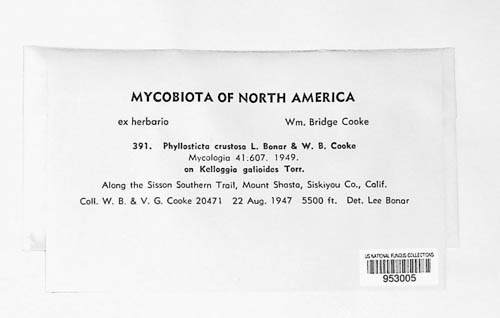 MYCOBIOTA OF NORTH AMERICA
ex herbario Wm. Bridge Cooke
391. Phyllosticta crustosa L. Bonar & W. B. Cooke
Mycologia 41:607. 1949.
on Kelloggia galioides Torr.
Along the Sisson Southern Trail, Mount Shasta, Siskiyou Co., Calif.
Coll. W. B. & V. G. Cooke 20471 22 Aug. 1947 5500 ft. Det. Lee Bonar
US NATIONAL FUNGUS COLLECTIONS
953005